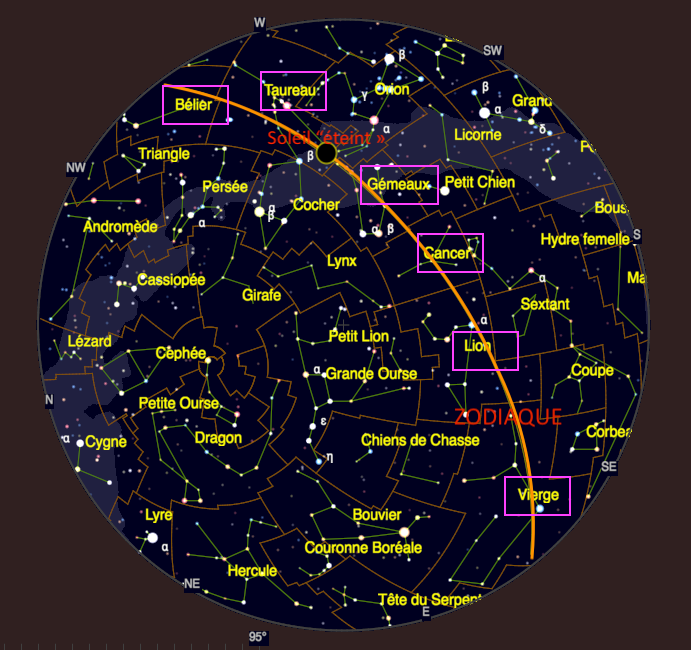 W
SW
β
Taureau
Orion
β
γ
α
Grand
Bélier
α
δ
Soleil "éteint »
Licorne
Triangle
β
NW
Gémeaux
Petit Chien
Persée
Cocher
α
β
Bous
α
Andromède
α
β
S
Hydre femelle
Cancer
Lynx
Cassiopée
α
Ma
Girafe
Sextant
α
Petit Lion
Lézard
Lion
Céphée
α
Grande Ourse
Coupe
N
Petite Ourse
ZODIAQUE
ε
Corbea
α
Cygne
Dragon
Chiens de Chasse
η
SE
Vierge
Lyre
Bouvier
α
Couronne Boréale
Hercule
NE
Tête du Serpent
E
95°